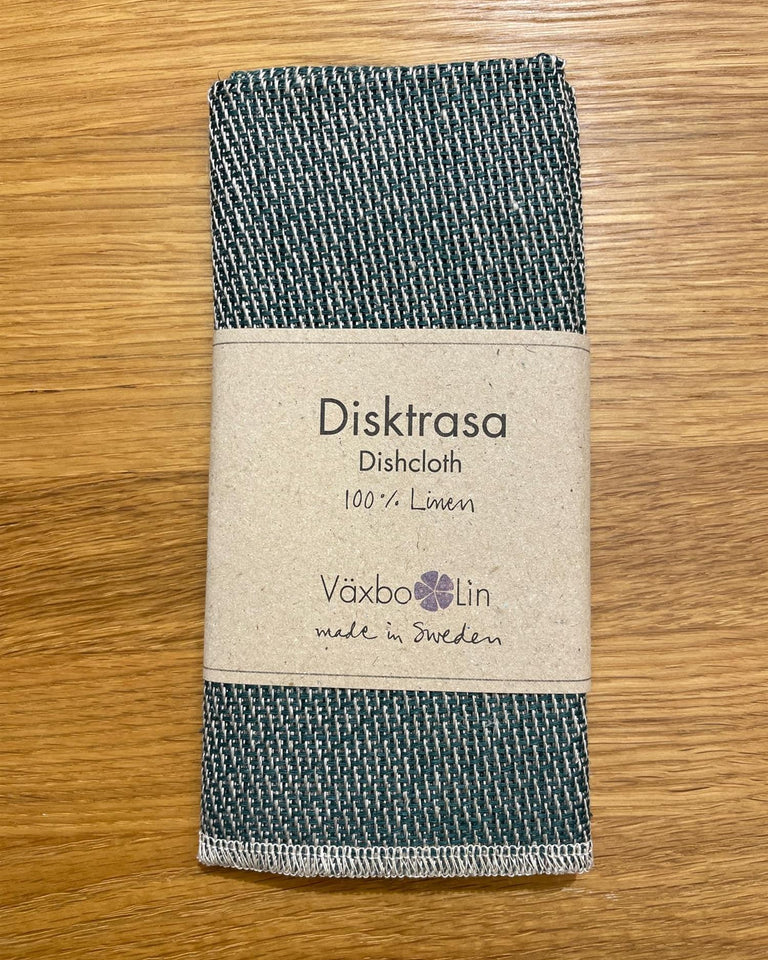 Disktrasa
Dishcloth
100% Linen
Växbo Lin
made in Sweden